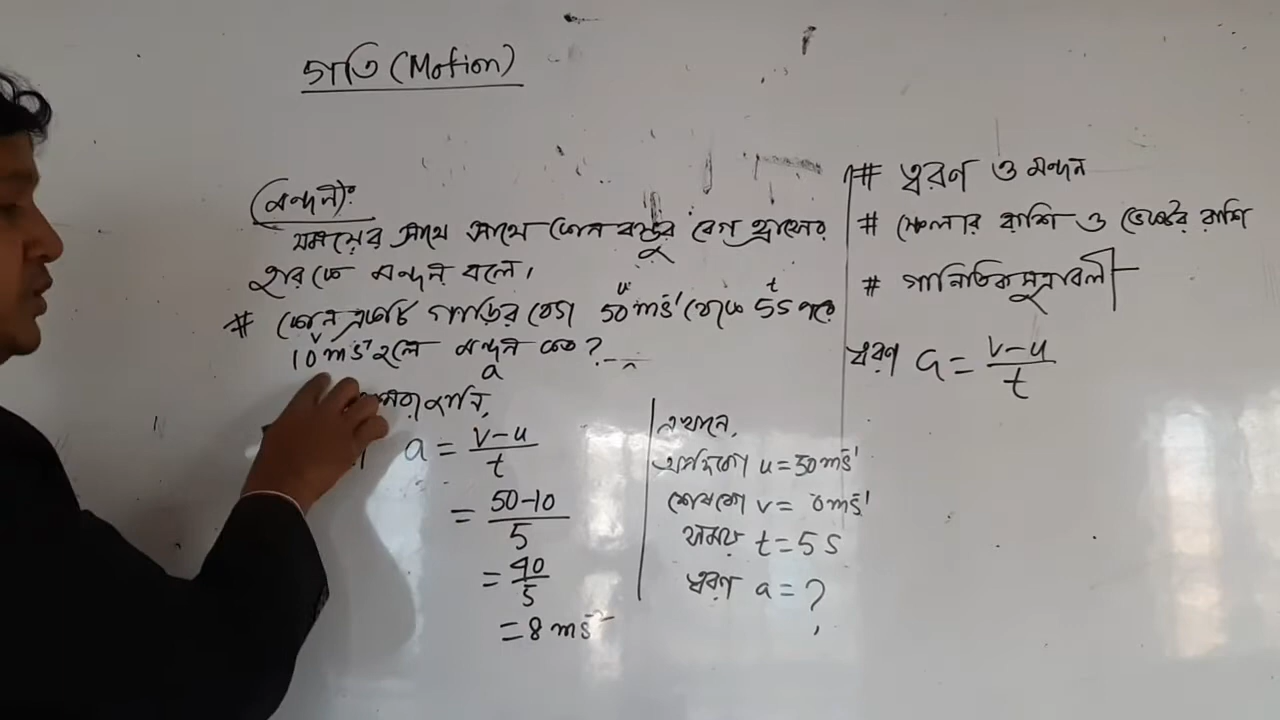 গতি (Motion)
মন্দন:
সময়ের সাথে সাথে কোন বস্তুর বেগ হ্রাসের
হারকে মন্দন বলে।
u t
# কোন একটি গাড়ির বেগ 50 ms⁻¹ থেকে 5s পরে
v
10 ms⁻¹ হলে মন্দন কত?
a
আমরা জানি,
a = (v-u)/t
= (50-10)/5
= 40/5
= 8 ms⁻²
এখানে,
আদিবেগ u = 50 ms⁻¹
শেষবেগ v = 0 ms⁻¹
সময় t = 5 s
ত্বরণ a = ?
# ত্বরণ ও মন্দন
# স্কেলার রাশি ও ভেক্টর রাশি
# গানিতিক সূত্রাবলী
ত্বরণ a = (v-u)/t